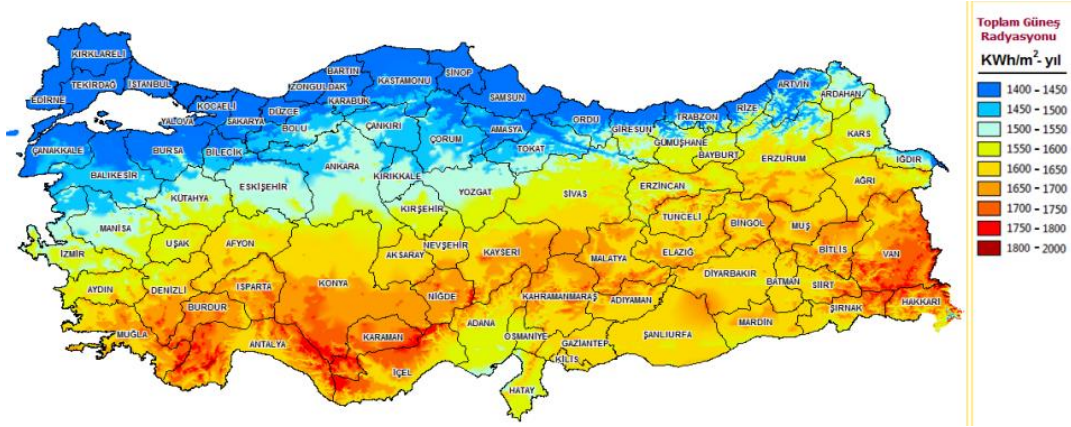 Toplam Güneş
Radyasyonu
KWh/m²- yıl
1400 - 1450
1450 - 1500
1500 - 1550
1550 - 1600
1600 - 1650
1650 - 1700
1700 - 1750
1750 - 1800
1800 - 2000
KIRKLARELİ
TEKİRDAĞ
İSTANBUL
EDİRNE
KOCAELİ
YALOVA
SAKARYA
DÜZCE
ZONGULDAK
BARTIN
KARABÜK
KASTAMONU
SİNOP
SAMSUN
BOLU
ÇANKIRI
ÇORUM
AMASYA
ORDU
GİRESUN
TRABZON
RİZE
ARTVİN
ARDAHAN
ÇANAKKALE
BALIKESİR
BURSA
BİLECİK
ANKARA
KIRIKKALE
TOKAT
GÜMÜŞHANE
BAYBURT
ERZURUM
KARS
IĞDIR
KÜTAHYA
ESKİŞEHİR
YOZGAT
SİVAS
ERZİNCAN
AĞRI
MANİSA
KIRŞEHİR
TUNCELİ
BİNGÖL
MUŞ
İZMİR
UŞAK
AFYON
AKSARAY
NEVŞEHİR
KAYSERİ
MALATYA
ELAZIĞ
BİTLİS
VAN
AYDIN
DENİZLİ
ISPARTA
KONYA
NİĞDE
KAHRAMANMARAŞ
ADIYAMAN
DİYARBAKIR
BATMAN
SİİRT
BURDUR
MUĞLA
ANTALYA
KARAMAN
ADANA
OSMANİYE
GAZİANTEP
ŞANLIURFA
MARDİN
ŞIRNAK
HAKKARİ
KİLİS
İÇEL
HATAY